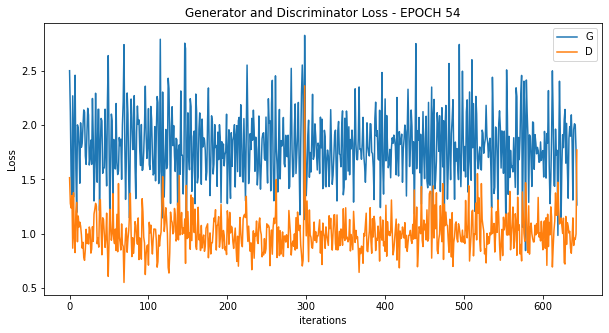 Generator and Discriminator Loss - EPOCH 54
G
D
Loss
2.5
2.0
1.5
1.0
0.5
0 100 200 300 400 500 600
iterations